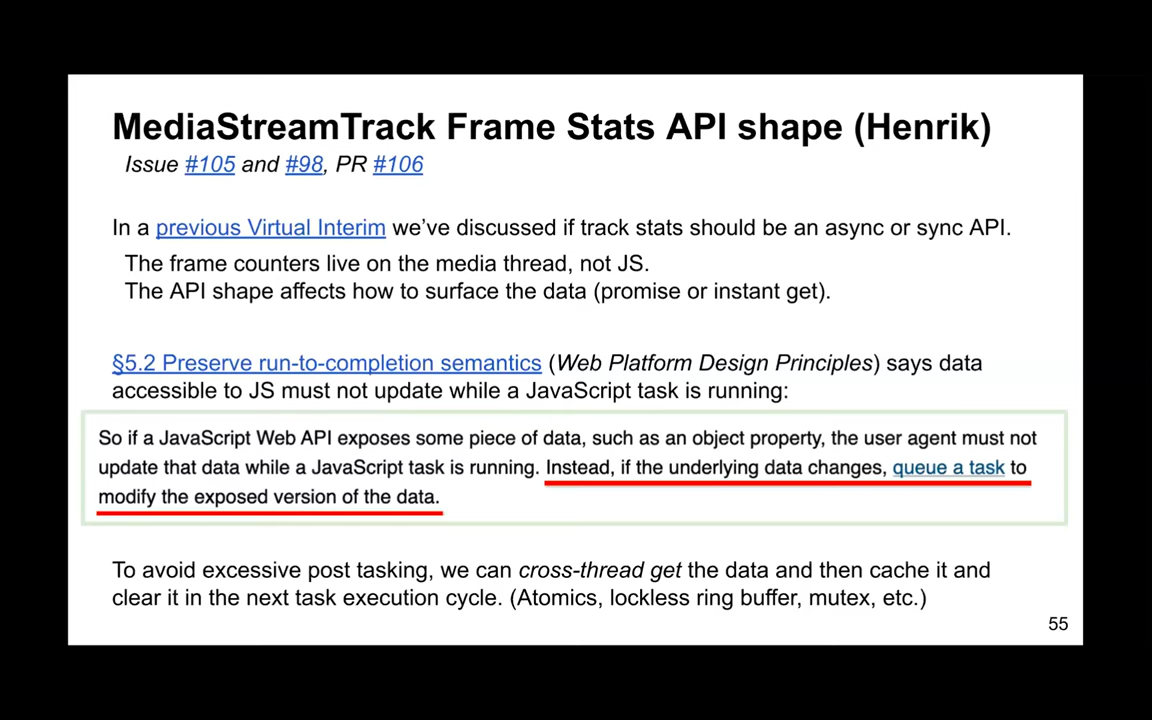 MediaStreamTrack Frame Stats API shape (Henrik)
Issue #105 and #98, PR #106
In a previous Virtual Interim we’ve discussed if track stats should be an async or sync API.
The frame counters live on the media thread, not JS.
The API shape affects how to surface the data (promise or instant get).
§5.2 Preserve run-to-completion semantics (Web Platform Design Principles) says data
accessible to JS must not update while a JavaScript task is running:
So if a JavaScript Web API exposes some piece of data, such as an object property, the user agent must not
update that data while a JavaScript task is running. Instead, if the underlying data changes, queue a task to
modify the exposed version of the data.
To avoid excessive post tasking, we can cross-thread get the data and then cache it and
clear it in the next task execution cycle. (Atomics, lockless ring buffer, mutex, etc.)
55